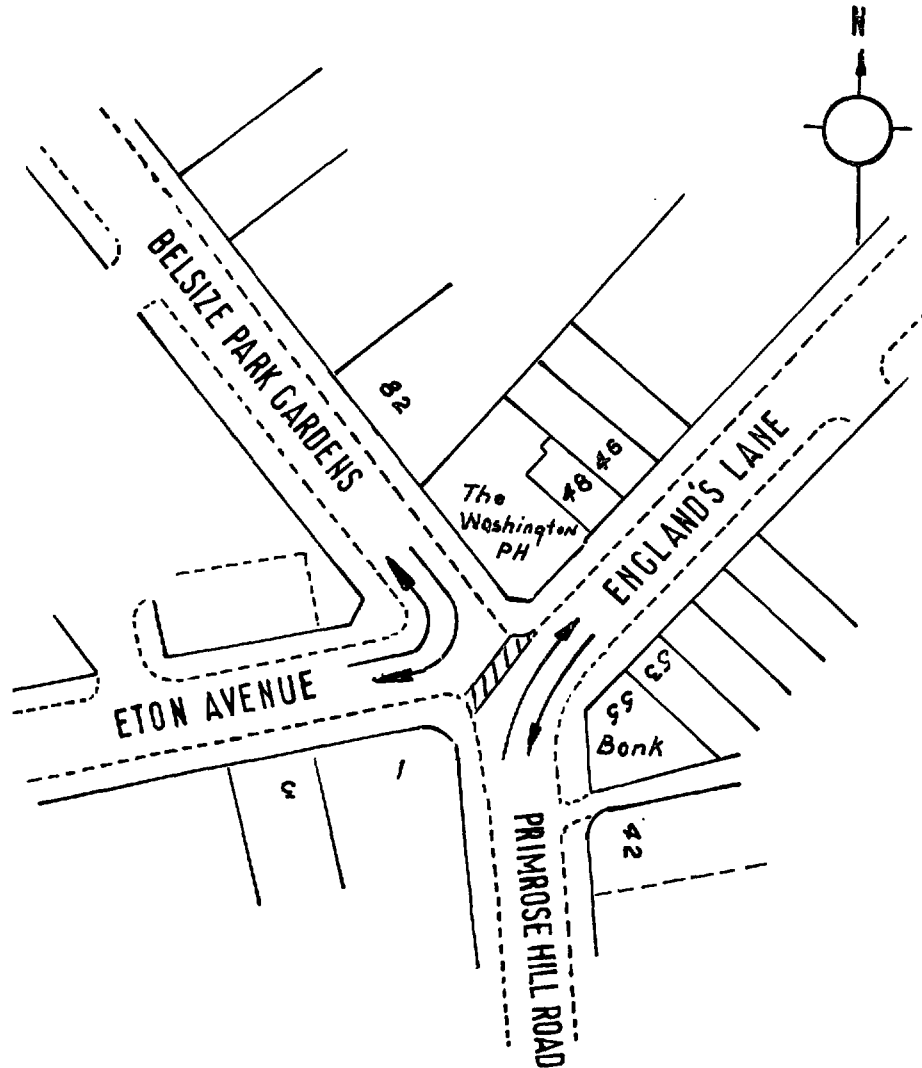 N
BELSIZE PARK GARDENS
82
46
48
The
Washington
PH
ENGLAND'S LANE
53
55
Bank
ETON AVENUE
1
3
42
PRIMROSE HILL ROAD